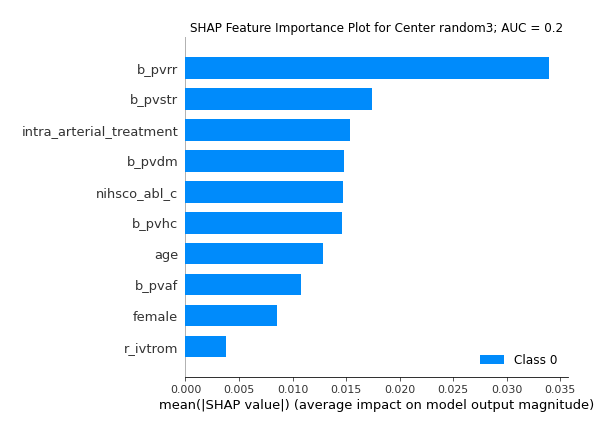 SHAP Feature Importance Plot for Center random3; AUC = 0.2
b_pvrr
b_pvstr
intra_arterial_treatment
b_pvdm
nihsco_abl_c
b_pvhc
age
b_pvaf
female
r_ivtrom
Class 0
0.000 0.005 0.010 0.015 0.020 0.025 0.030 0.035
mean(|SHAP value|) (average impact on model output magnitude)